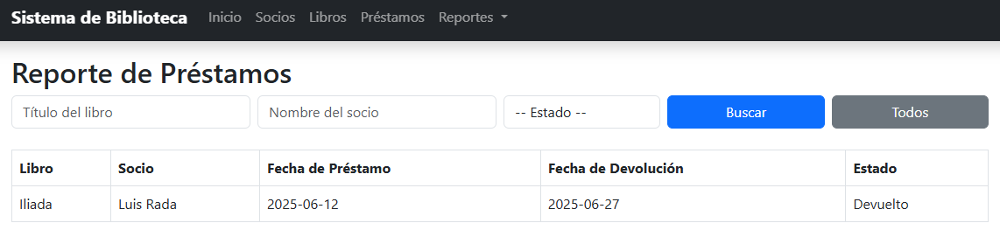 Sistema de Biblioteca Inicio Socios Libros Préstamos Reportes
Reporte de Préstamos
Título del libro Nombre del socio -- Estado -- Buscar Todos
Libro Socio Fecha de Préstamo Fecha de Devolución Estado
Iliada Luis Rada 2025-06-12 2025-06-27 Devuelto